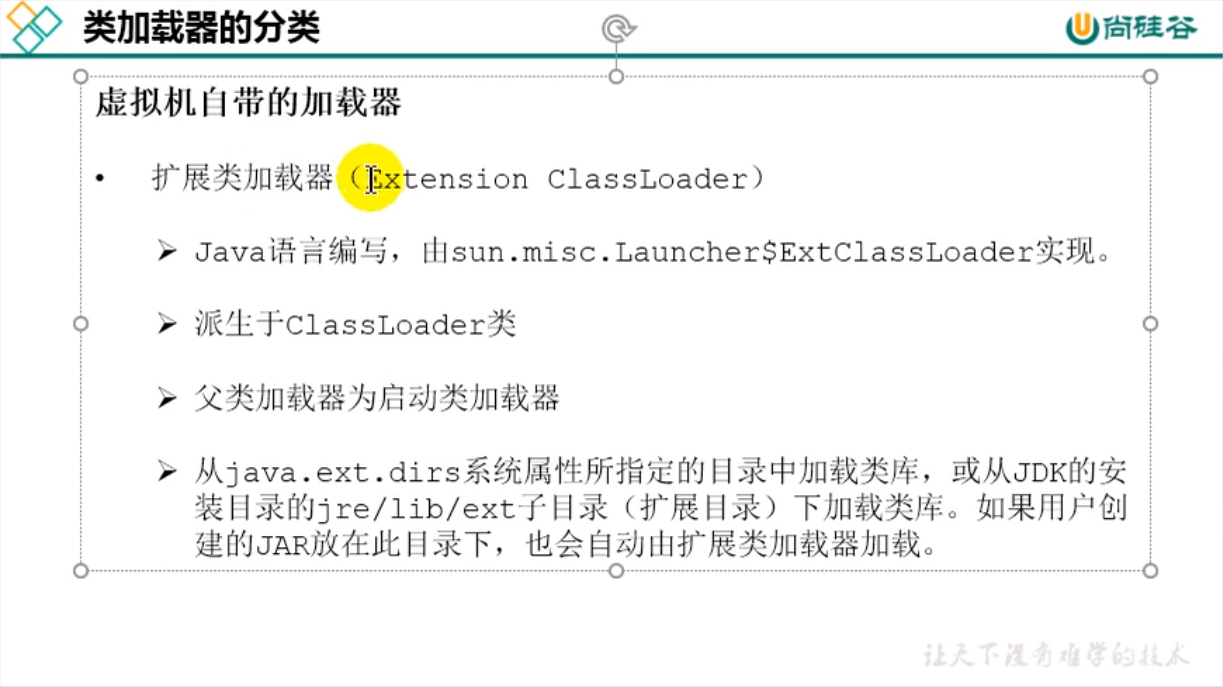 类加载器的分类
尚硅谷
虚拟机自带的加载器
• 扩展类加载器（Extension ClassLoader）
➢ Java语言编写，由sun.misc.Launcher$ExtClassLoader实现。
➢ 派生于ClassLoader类
➢ 父类加载器为启动类加载器
➢ 从java.ext.dirs系统属性所指定的目录中加载类库，或从JDK的安
装目录的jre/lib/ext子目录（扩展目录）下加载类库。如果用户创
建的JAR放在此目录下，也会自动由扩展类加载器加载。
让天下没有难学的技术